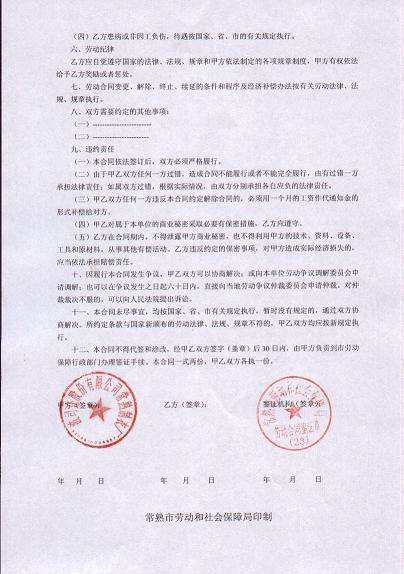 （四）乙方患病或非因工负伤，待遇按国家、省、市的有关规定执行。
六、劳动纪律
乙方应自觉遵守国家的法律、法规、规章和甲方依法制定的各项规章制度，甲方有权依法
给予乙方奖励或者惩处。
七、劳动合同变更、解除、终止、续延的条件和程序及经济补偿办法按有关劳动法律、法
规、规章执行。
八、双方需要约定的其他事项：
（一）
（二）
九、违约责任
（一）本合同依法签订后，双方必须严格履行。
（二）由于甲乙双方任何一方过错，造成合同不能履行或者不能完全履行，由有过错一方
承担法律责任；如属双方过错，根据实际情况，由双方分别承担各自应负的法律责任。
（三）甲乙双方任何一方违反本合同约定解除合同的，必须用一个月的工资作代通知金的
形式补偿给对方。
（四）甲乙对属于本单位的商业秘密采取必要有保密措施，乙方应遵守。
（五）乙方在合同期内，不得泄露甲方商业秘密，也不得利用甲方的技术、资料、设备、
工具和原材料，从事其他有偿活动。乙方违反约定的保密事项，对甲方造成实际经济损失的，
应当依法承担赔偿责任。
十、因履行本合同发生争议，甲乙双方可以协商解决；或向本单位劳动争议调解委员会申
请调解；也可以在争议发生之日起六十日内，直接向当地劳动争议仲裁委员会申请仲裁，对仲
裁裁决不服的，可以向人民法院提出诉讼。
十一、本合同未尽事宜，均按国家、省、市有关规定执行，暂时没有规定的，通过双方协
商解决。所约定条款与国家新颁布的劳动法律、法规、规章不得的，甲乙双方均应按新规定执
行。
十二、本合同不得代签和涂改，经甲乙双方签字（盖章）后30日内，由甲方负责到市劳动
保障行政部门办理鉴证手续。本合同一式两份，甲乙双方各执一份。
甲方（签章）： 乙方（签章）： 鉴证机构（签章）
股份有限公司常熟
劳动合同鉴证章
(23)
年 月 日 年 月 日 年 月 日
常熟市劳动和社会保障局印制